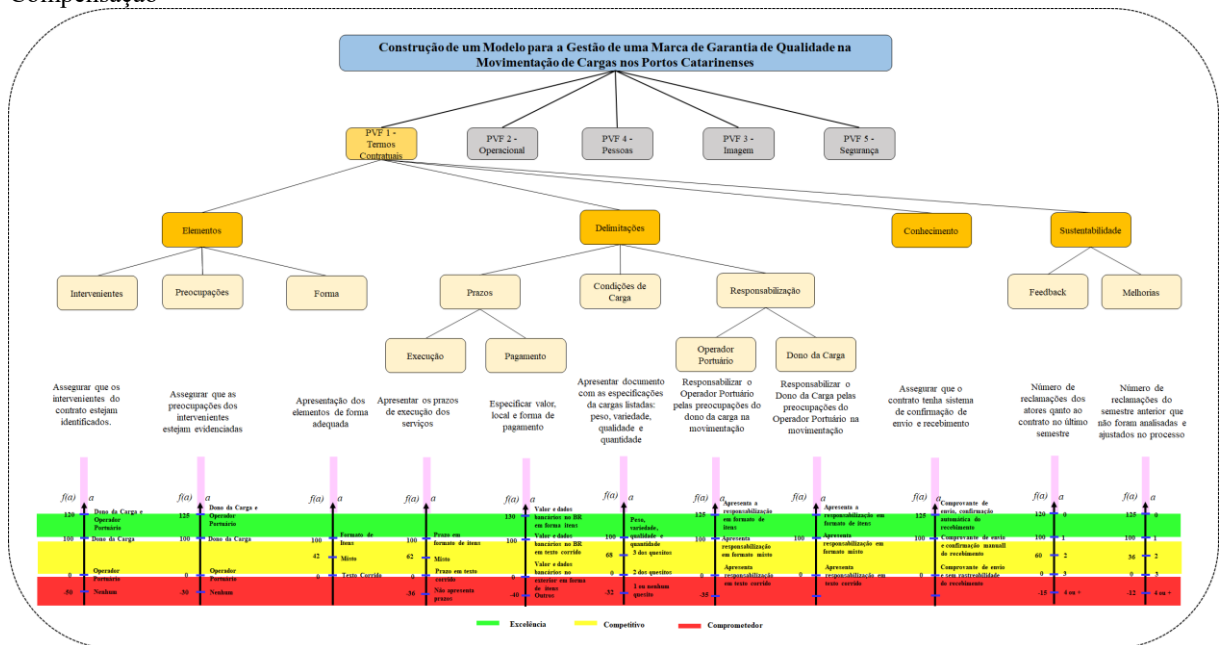 Compensação
Construção de um Modelo para a Gestão de uma Marca de Garantia de Qualidade na
Movimentação de Cargas nos Portos Catarinenses
PVF 1 -
Termos
Contratuais
PVF 2 -
Operacional
PVF 4 -
Pessoas
PVF 3 -
Imagem
PVF 5 -
Segurança
Elementos
Delimitações
Conhecimento
Sustentabilidade
Intervenientes
Preocupações
Forma
Prazos
Condições de
Carga
Responsabilização
Feedback
Melhorias
Execução
Pagamento
Operador
Portuário
Dono da Carga
Assegurar que os
intervenientes do
contrato estejam
identificados.
Assegurar que as
preocupações dos
intervenientes
estejam evidenciadas
Apresentação dos
elementos de forma
adequada
Apresentar os prazos
de execução dos
serviços
Especificar valor,
local e forma de
pagamento
Apresentar documento
com as especificações
da cargas listadas:
peso, variedade,
qualidade e
quantidade
Responsabilizar o
Operador Portuário
pelas preocupações do
dono da carga na
movimentação
Responsabilizar o
Dono da Carga pelas
preocupações do
Operador Portuário na
movimentação
Assegurar que o
contrato tenha sistema
de confirmação de
envio e recebimento
Número de
reclamações dos
atores qanto ao
contrato no último
semestre
Número de
reclamações do
semestre anterior que
não foram analisadas e
ajustados no processo
f(a) a
120 Dono da Carga e
Operador
Portuário
100 Dono da Carga
0 Operador
Portuário
-50 Nenhum
f(a) a
125 Dono da Carga e
Operador
Portuário
100 Dono da Carga
0 Operador
Portuário
-50 Nenhum
f(a) a
100 Formato de
Itens
42 Misto
0 Texto Corrido
f(a) a
100 Prazo em
formato de itens
62 Misto
0 Prazo em texto
corrido
-36 Não apresenta
prazos
f(a) a
130 Valor e dados
bancários no BR
em forma itens
100 Valor e dados
bancários no BR
em texto corrido
0 Valor e dados
bancários no
exterior em forma
de itens
-40 Outros
f(a) a
100 Peso,
variedade,
qualidade e
quantidade
68 3 dos quesitos
0 2 dos quesitos
-32 1 ou nenhum
quesito
f(a) a
125 Apresenta a
responsabilização
em formato de
itens
100 Apresenta
responsabilização
em formato misto
0 Apresenta
responsabilização
em texto corrido
-35
f(a) a
Apresenta a
responsabilização em
formato de itens
100 Apresenta a
responsabilização em
formato misto
0 Apresenta a
responsabilização em
texto corrido
f(a) a
125 Comprovante de
envio, confirmação
automática do
recebimento
100 Comprovante de envio
e confirmação manuall
do recebimento
0 Comprovante de envio
e sem rastreabilidade
do recebimento
f(a) a
120 0
100 1
60 2
0 3
-15 4 ou +
f(a) a
125 0
100 1
36 2
0 3
-12 4 ou +
Excelência
Competitivo
Comprometedor